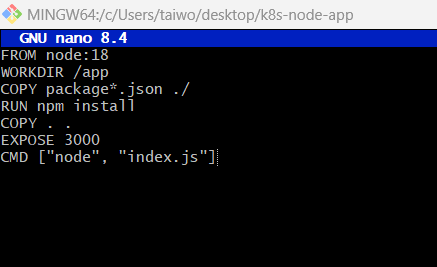 MINGW64:/c/Users/taiwo/desktop/k8s-node-app
GNU nano 8.4
FROM node:18
WORKDIR /app
COPY package*.json ./
RUN npm install
COPY . .
EXPOSE 3000
CMD ["node", "index.js"]